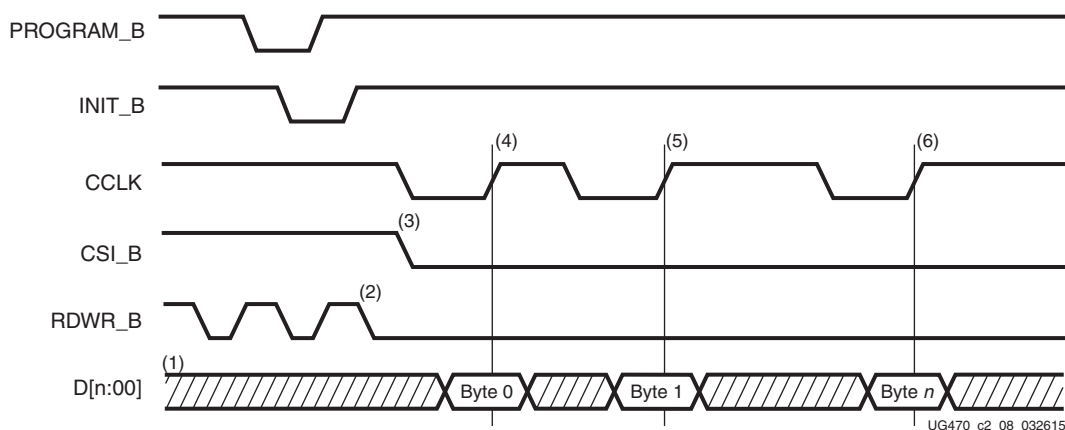 PROGRAM_B
INIT_B
(4) (5) (6)
CCLK
(3)
CSI_B
(2)
RDWR_B
(1)
D[n:00] Byte 0 Byte 1 Byte n
UG470_c2_08_032615